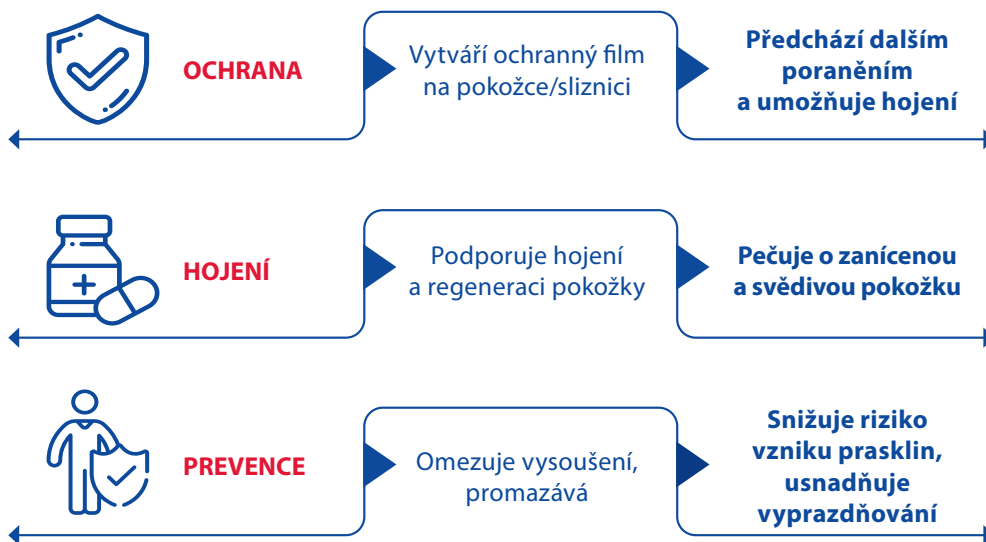 OCHRANA
Vytváří ochranný film
na pokožce/sliznici
Předchází dalším
poraněním
a umožňuje hojení
HOJENÍ
Podporuje hojení
a regeneraci pokožky
Pečuje o zanícenou
a svědivou pokožku
PREVENCE
Omezuje vysoušení,
promazává
Snižuje riziko
vzniku prasklin,
usnadňuje
vyprazdňování